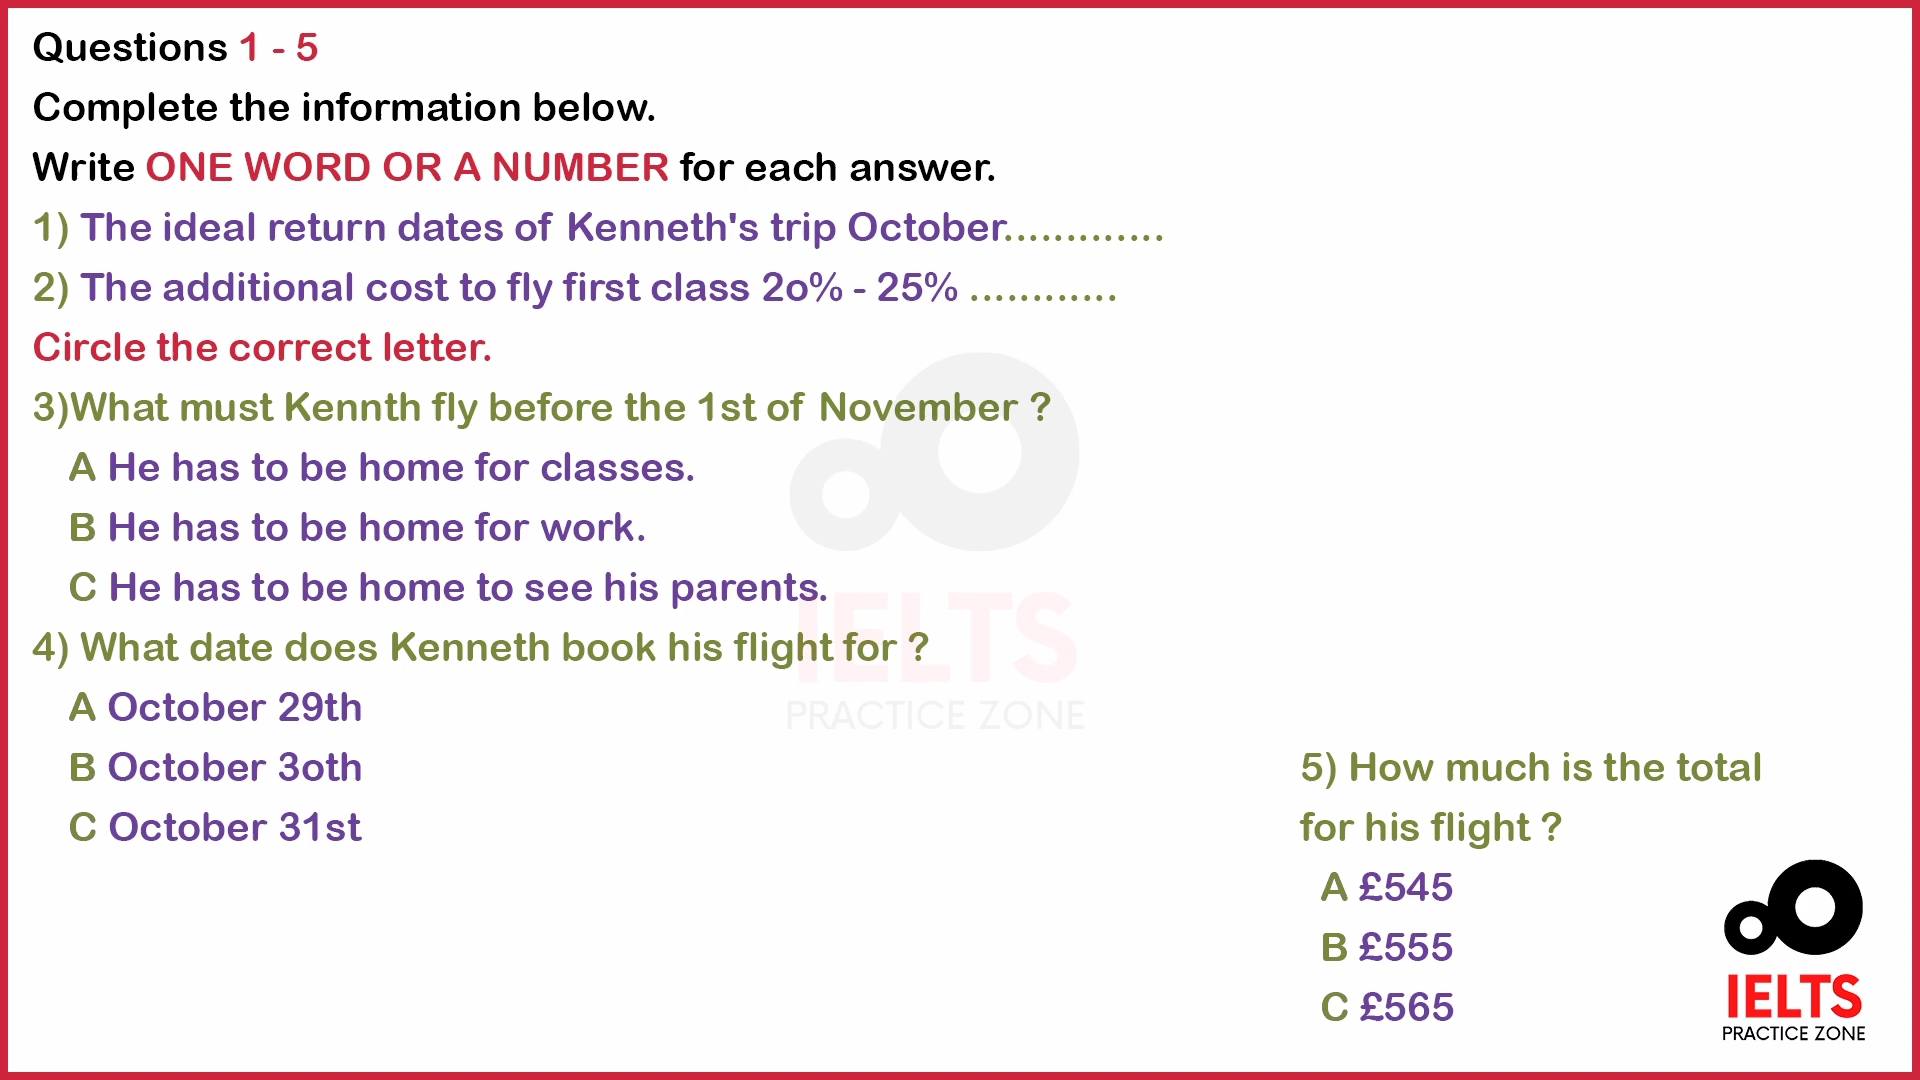 Questions 1 - 5
Complete the information below.
Write ONE WORD OR A NUMBER for each answer.
1) The ideal return dates of Kenneth's trip October.............
2) The additional cost to fly first class 2o% - 25% ............
Circle the correct letter.
3)What must Kennth fly before the 1st of November ?
A He has to be home for classes.
B He has to be home for work.
C He has to be home to see his parents.
4) What date does Kenneth book his flight for ?
A October 29th
B October 3oth
C October 31st
5) How much is the total
for his flight ?
A £545
B £555
C £565
IELTS
PRACTICE ZONE
IELTS
PRACTICE ZONE